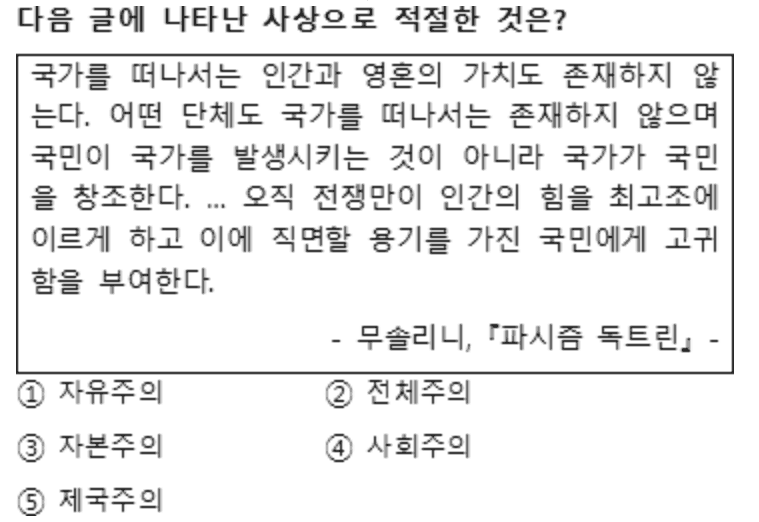 다음 글에 나타난 사상으로 적절한 것은?
국가를 떠나서는 인간과 영혼의 가치도 존재하지 않
는다. 어떤 단체도 국가를 떠나서는 존재하지 않으며
국민이 국가를 발생시키는 것이 아니라 국가가 국민
을 창조한다. ... 오직 전쟁만이 인간의 힘을 최고조에
이르게 하고 이에 직면할 용기를 가진 국민에게 고귀
함을 부여한다.
- 무솔리니, 『파시즘 독트린』 -
① 자유주의 ② 전체주의
③ 자본주의 ④ 사회주의
⑤ 제국주의